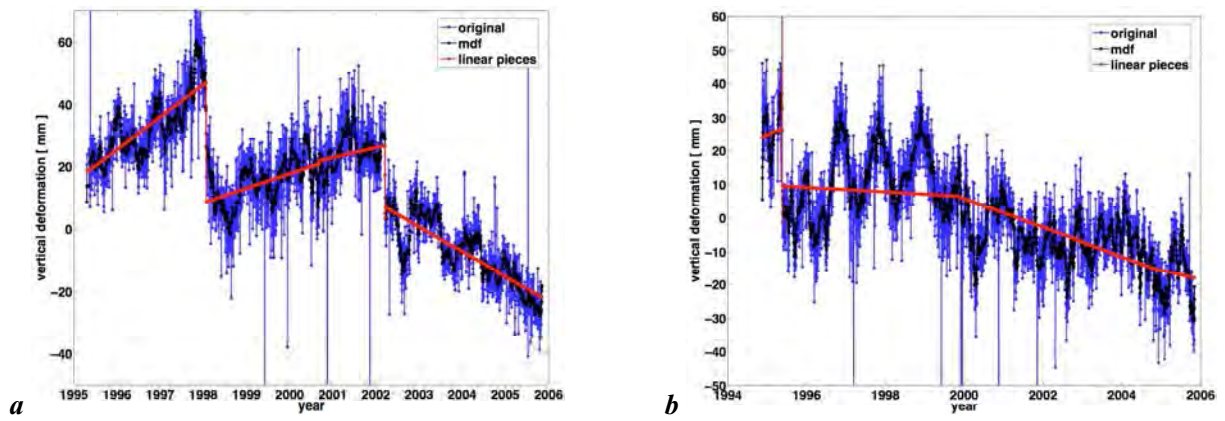 original
mdf
linear pieces
vertical deformation [ mm ]
60
40
20
0
−20
−40
1995 1996 1997 1998 1999 2000 2001 2002 2003 2004 2005 2006
year
a
original
mdf
linear pieces
vertical deformation [ mm ]
60
50
40
30
20
10
0
−10
−20
−30
−40
−50
1994 1996 1998 2000 2002 2004 2006
year
b